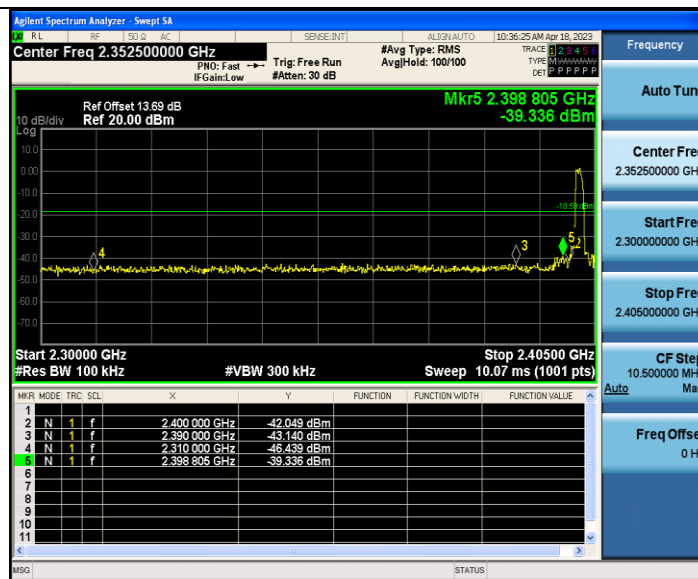 Agilent Spectrum Analyzer - Swept SA
RL RF 50 Ω AC SENSE:INT ALIGN AUTO 10:36:25 AM Apr 18, 2023
Center Freq 2.352500000 GHz #Avg Type: RMS TRACE 1 2 3 4 5 6
PNO: Fast Trig: Free Run Avg|Hold: 100/100 TYPE M
IFGain:Low #Atten: 30 dB DET P P P P P P
Mkr5 2.398 805 GHz
Ref Offset 13.69 dB
10 dB/div Ref 20.00 dBm -39.336 dBm
Log
10.0
0.00
-10.0
-18.59 dBm
-20.0
-30.0
-40.0
-50.0
-60.0
-70.0
4 3 5 2
Start 2.30000 GHz Stop 2.40500 GHz
#Res BW 100 kHz #VBW 300 kHz Sweep 10.07 ms (1001 pts)
MKR MODE TRC SCL X Y FUNCTION FUNCTION WIDTH FUNCTION VALUE
1
2 N 1 f 2.400 000 GHz -42.049 dBm
3 N 1 f 2.390 000 GHz -43.140 dBm
4 N 1 f 2.310 000 GHz -46.439 dBm
5 N 1 f 2.398 805 GHz -39.336 dBm
6
7
8
9
10
11
MSG STATUS
Frequency
Auto Tun
Center Fre
2.352500000 GH
Start Fre
2.300000000 GH
Stop Fre
2.405000000 GH
CF Step
10.500000 MH
Auto Ma
Freq Offse
0 H